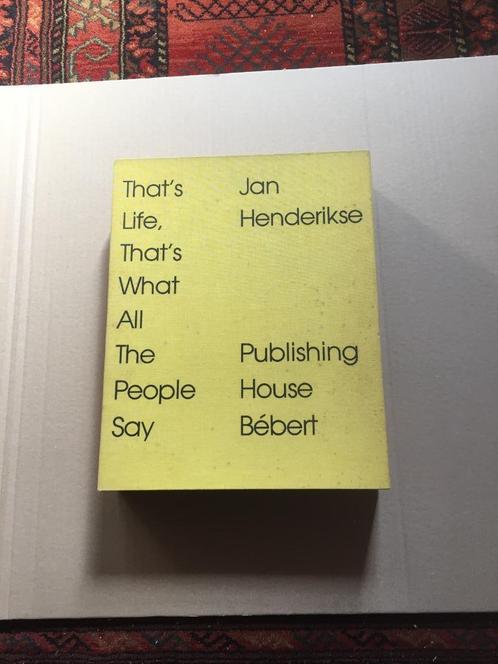 That's
Life,
That's
What
All
The
People
Say
Jan
Henderikse
Publishing
House
Bébert